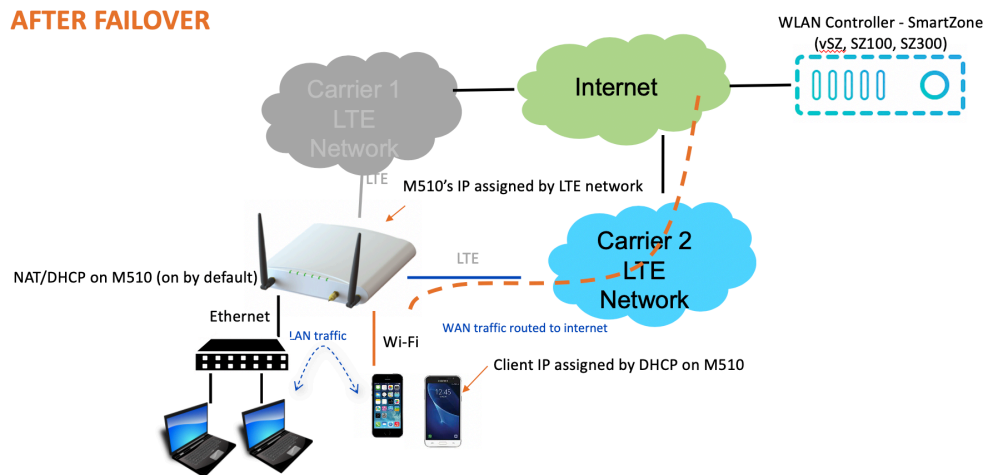 AFTER FAILOVER
WLAN Controller - SmartZone
(vSZ, SZ100, SZ300)
Carrier 1
LTE
Network
Internet
LTE
M510’s IP assigned by LTE network
Carrier 2
LTE
Network
LTE
NAT/DHCP on M510 (on by default)
Ethernet
LAN traffic
Wi-Fi
WAN traffic routed to internet
Client IP assigned by DHCP on M510
12:45